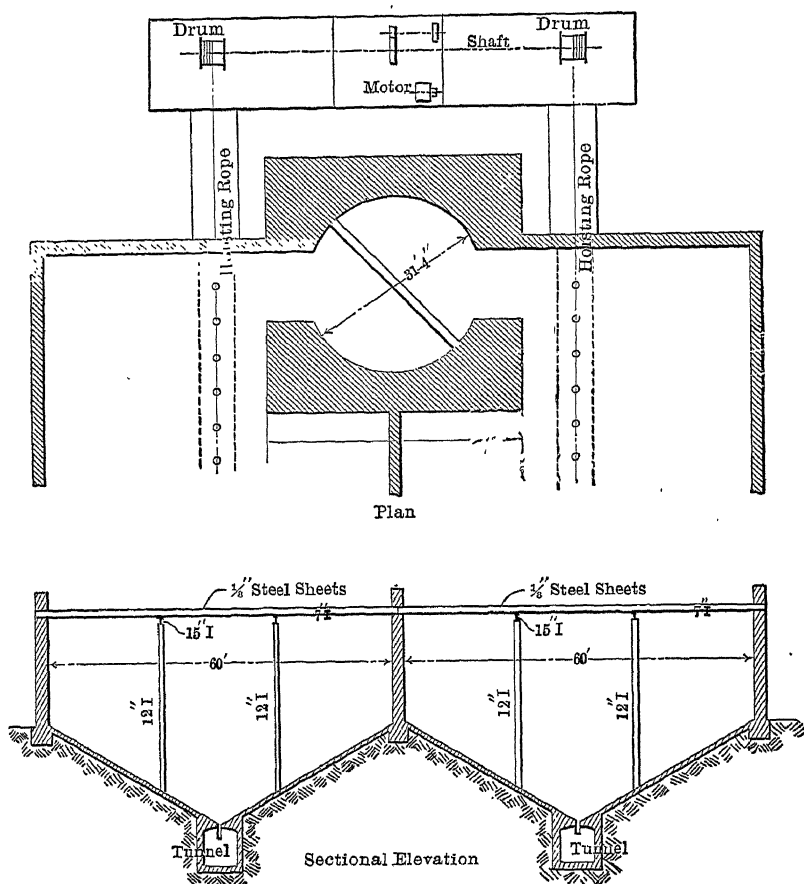 Drum
Drum
Shaft
Motor
Hoisting Rope
Hoisting Rope
31'-4"
Plan
⅛" Steel Sheets
⅛" Steel Sheets
7" I
7" I
15" I
15" I
60'
60'
12" I
12" I
12" I
12" I
Tunnel
Tunnel
Sectional Elevation